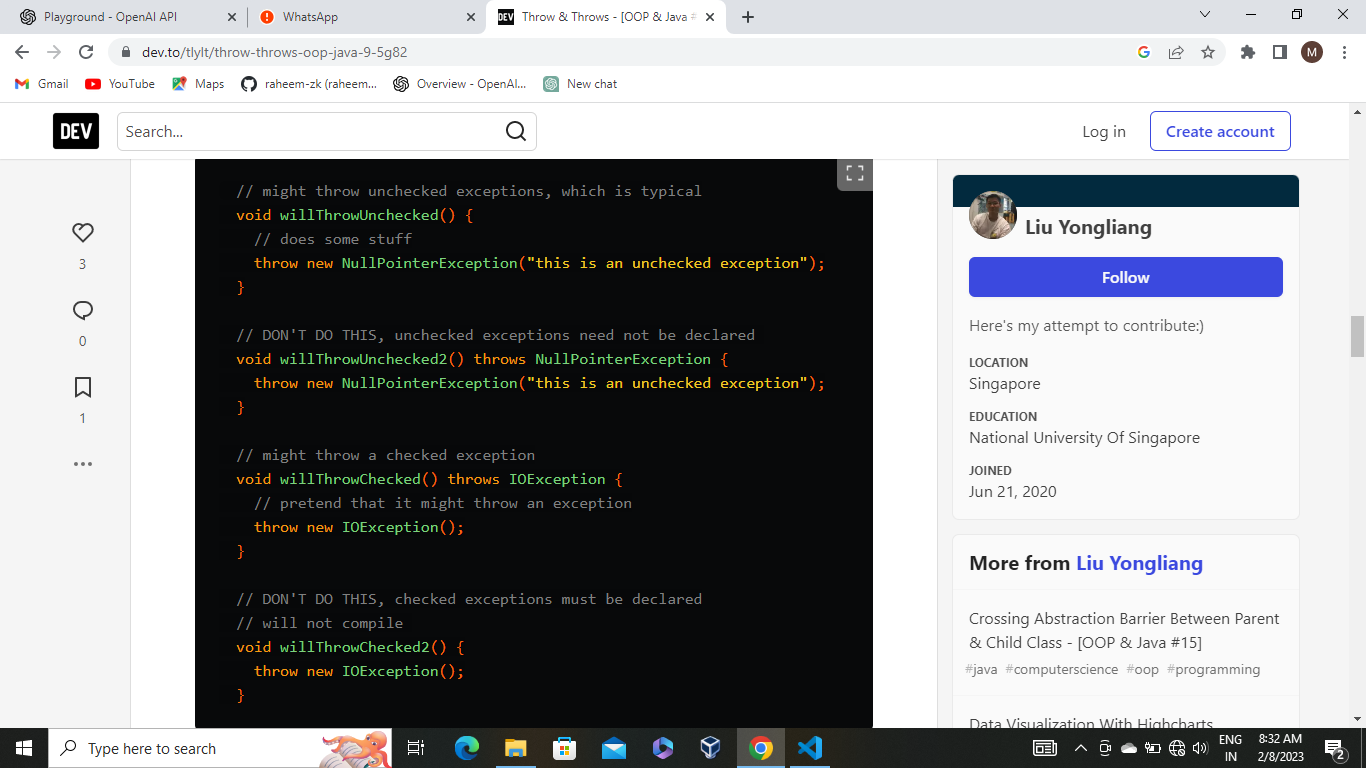 Playground - OpenAI API
WhatsApp
Throw & Throws - [OOP & Java #
dev.to/tlylt/throw-throws-oop-java-9-5g82
M
Gmail
YouTube
Maps
raheem-zk (raheem...
Overview - OpenAI...
New chat
DEV
Search...
Log in
Create account
3
0
1
// might throw unchecked exceptions, which is typical
void willThrowUnchecked() {
// does some stuff
throw new NullPointerException("this is an unchecked exception");
}
// DON'T DO THIS, unchecked exceptions need not be declared
void willThrowUnchecked2() throws NullPointerException {
throw new NullPointerException("this is an unchecked exception");
}
// might throw a checked exception
void willThrowChecked() throws IOException {
// pretend that it might throw an exception
throw new IOException();
}
// DON'T DO THIS, checked exceptions must be declared
// will not compile
void willThrowChecked2() {
throw new IOException();
}
Liu Yongliang
Follow
Here's my attempt to contribute:)
LOCATION
Singapore
EDUCATION
National University Of Singapore
JOINED
Jun 21, 2020
More from Liu Yongliang
Crossing Abstraction Barrier Between Parent
& Child Class - [OOP & Java #15]
#java #computerscience #oop #programming
Data Visualization With Highcharts
Type here to search
ENG
IN
8:32 AM
2/8/2023
2